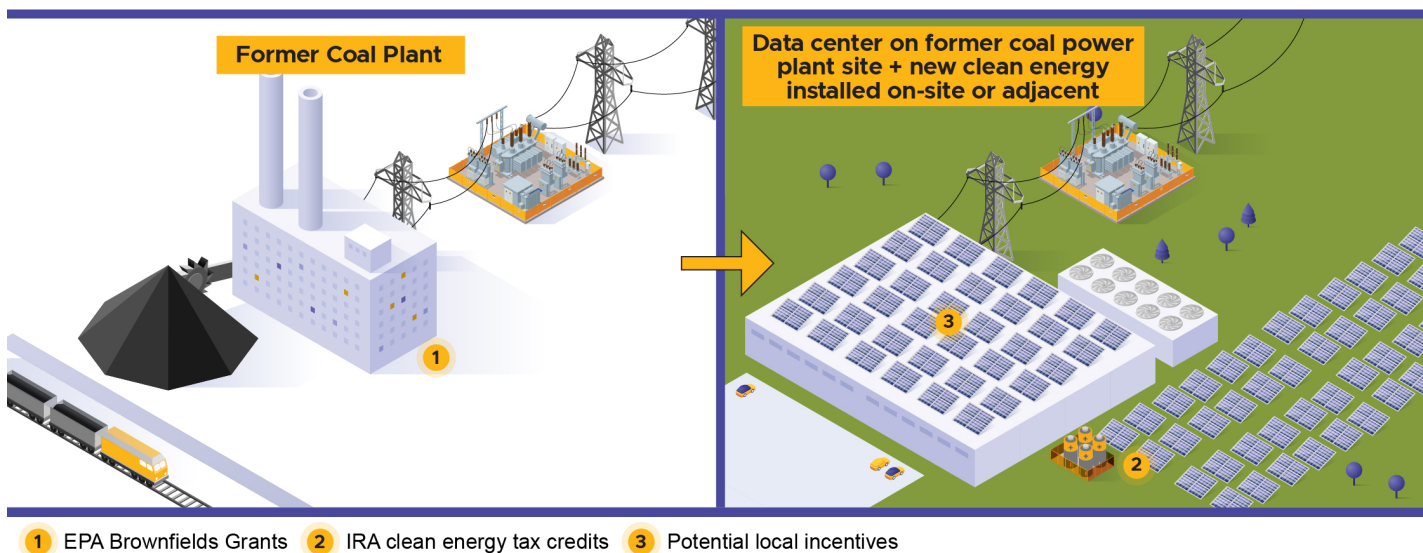 Former Coal Plant
Data center on former coal power
plant site + new clean energy
installed on-site or adjacent
1
3
2
1 EPA Brownfields Grants 2 IRA clean energy tax credits 3 Potential local incentives